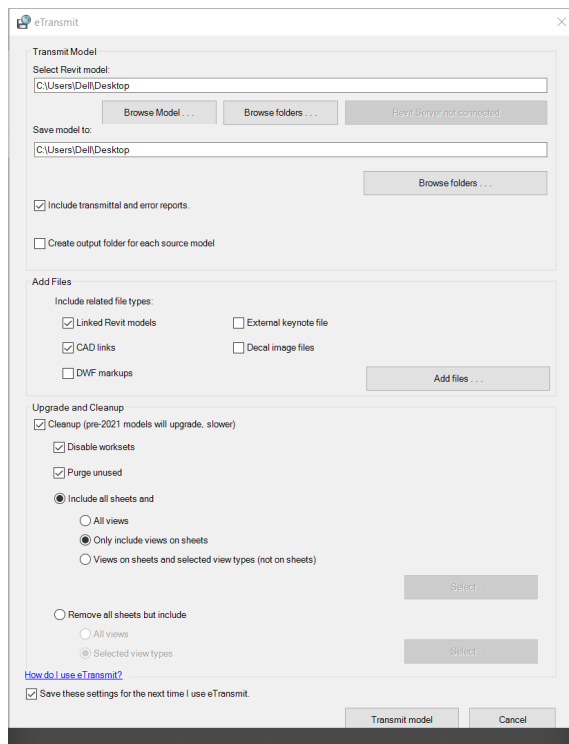 eTransmit
Transmit Model
Select Revit model:
C:\Users\Dell\Desktop
Browse Model . . .
Browse folders . . .
Revit Server not connected
Save model to:
C:\Users\Dell\Desktop
Browse folders . . .
Include transmittal and error reports.
Create output folder for each source model
Add Files
Include related file types:
Linked Revit models
External keynote file
CAD links
Decal image files
DWF markups
Add files . . .
Upgrade and Cleanup
Cleanup (pre-2021 models will upgrade, slower)
Disable worksets
Purge unused
Include all sheets and
All views
Only include views on sheets
Views on sheets and selected view types (not on sheets)
Select...
Remove all sheets but include
All views
Selected view types
Select...
How do I use eTransmit?
Save these settings for the next time I use eTransmit.
Transmit model
Cancel